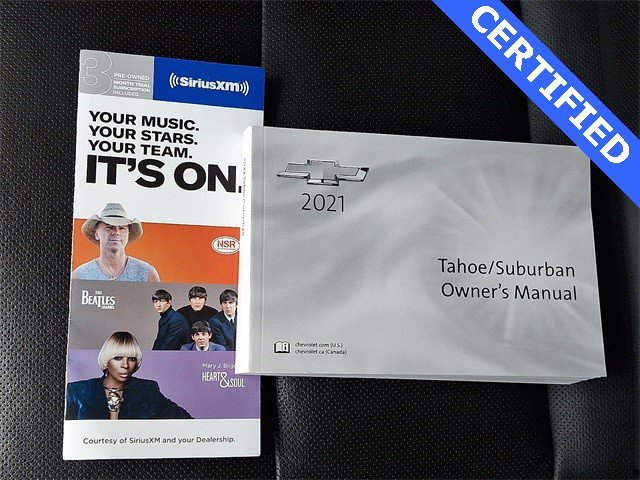 CERTIFIED
3
PRE-OWNED
MONTH TRIAL
SUBSCRIPTION
INCLUDED
((SiriusXM))
YOUR MUSIC.
YOUR STARS.
YOUR TEAM.
IT'S ON.
NSR
THE
BEATLES
CHANNEL
Mary J. Blige
HEART & SOUL
Courtesy of SiriusXM and your Dealership.
2021
Tahoe/Suburban
Owner's Manual
chevrolet.com (U.S.)
chevrolet.ca (Canada)